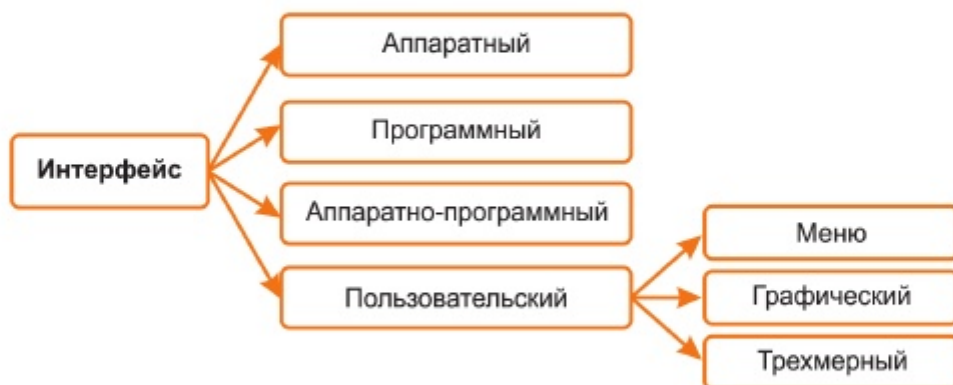 Интерфейс
Аппаратный
Программный
Аппаратно-программный
Пользовательский
Меню
Графический
Трехмерный